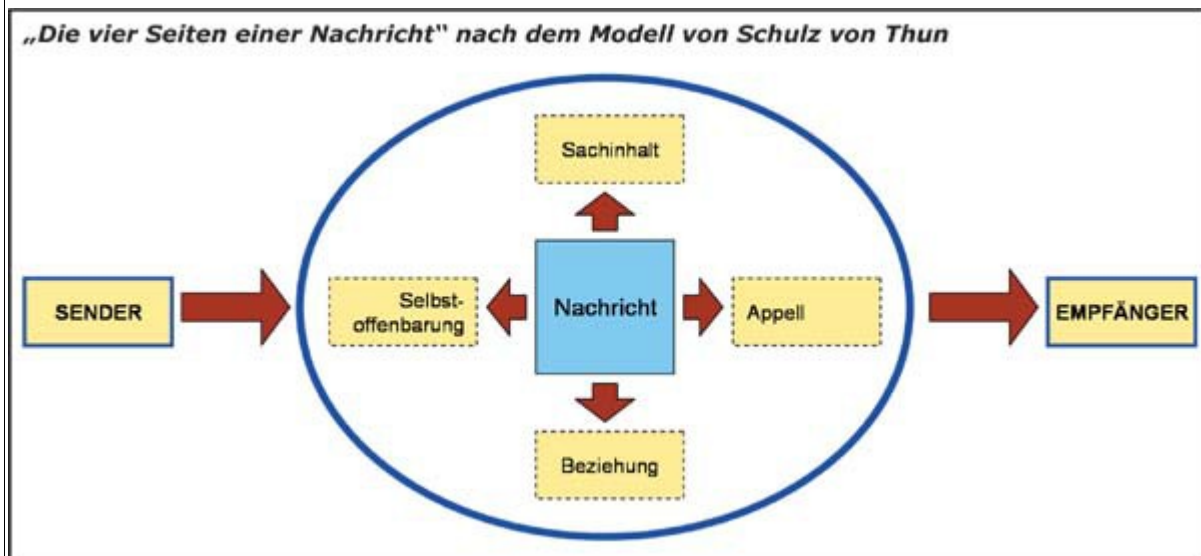 „Die vier Seiten einer Nachricht“ nach dem Modell von Schulz von Thun
Sachinhalt
SENDER
Selbst-
offenbarung
Nachricht
Appell
EMPFÄNGER
Beziehung